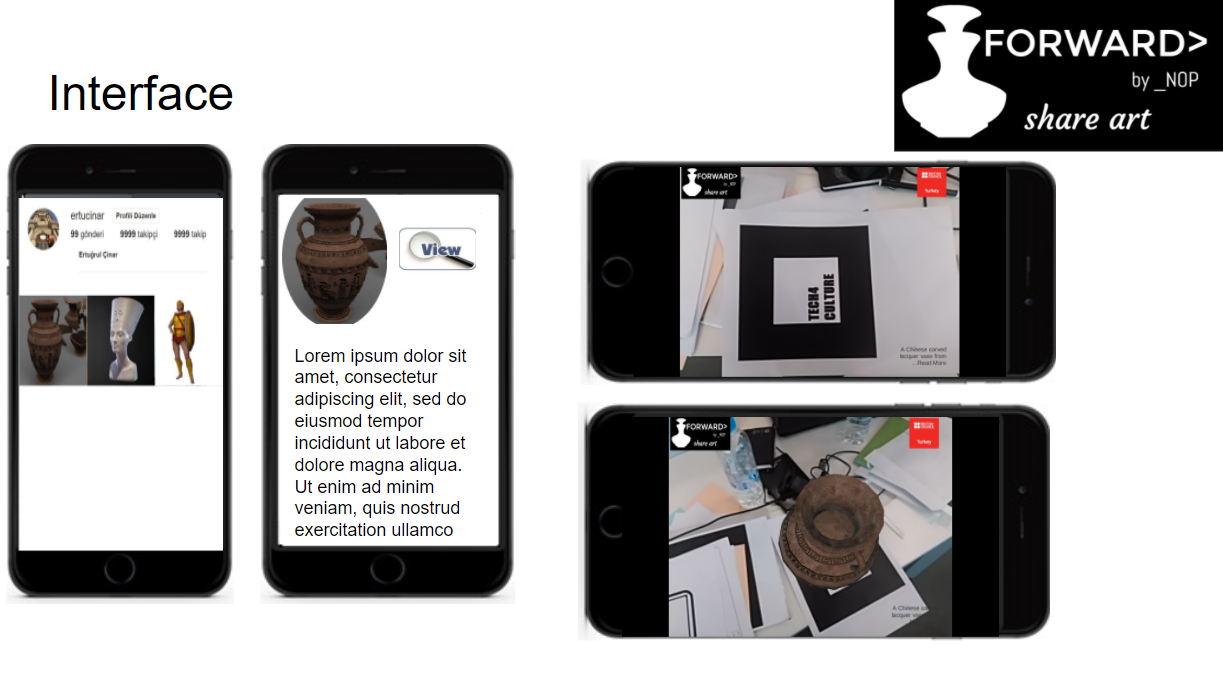 FORWARD>
by _NOP
share art
Interface
ertucinar Profili Düzenle
99 gönderi 9999 takipçi 9999 takip
Ertuğrul Çinar
View
Lorem ipsum dolor sit
amet, consectetur
adipiscing elit, sed do
eiusmod tempor
incididunt ut labore et
dolore magna aliqua.
Ut enim ad minim
veniam, quis nostrud
exercitation ullamco
FORWARD>
by _NOP
share art
Turkey
TECH4
CULTURE
A Chinese carved
lacquer vase from
...Read More
FORWARD>
by _NOP
share art
Turkey
A Chinese
lacquer